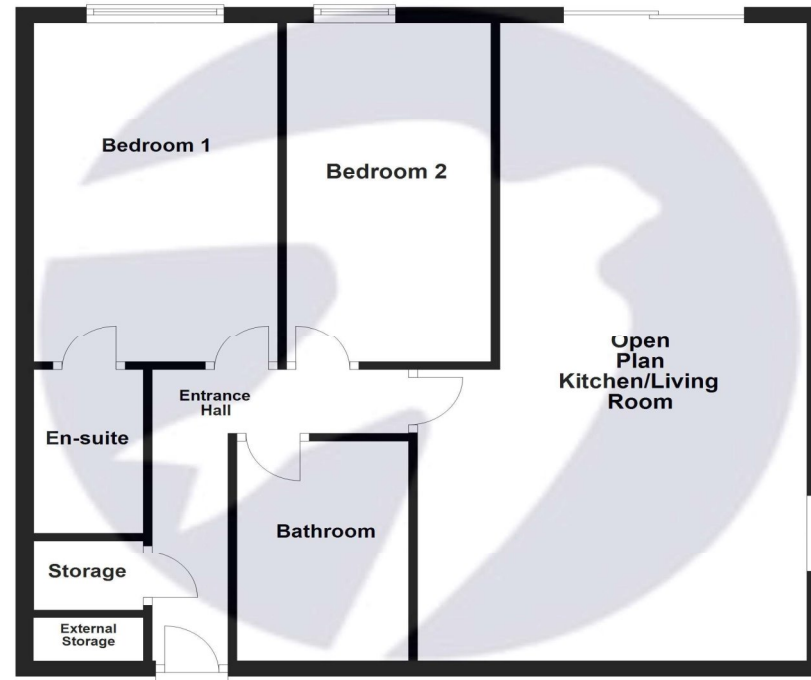 Bedroom 1
Bedroom 2
Open
Plan
Kitchen/Living
Room
Entrance
Hall
En-suite
Bathroom
Storage
External
Storage